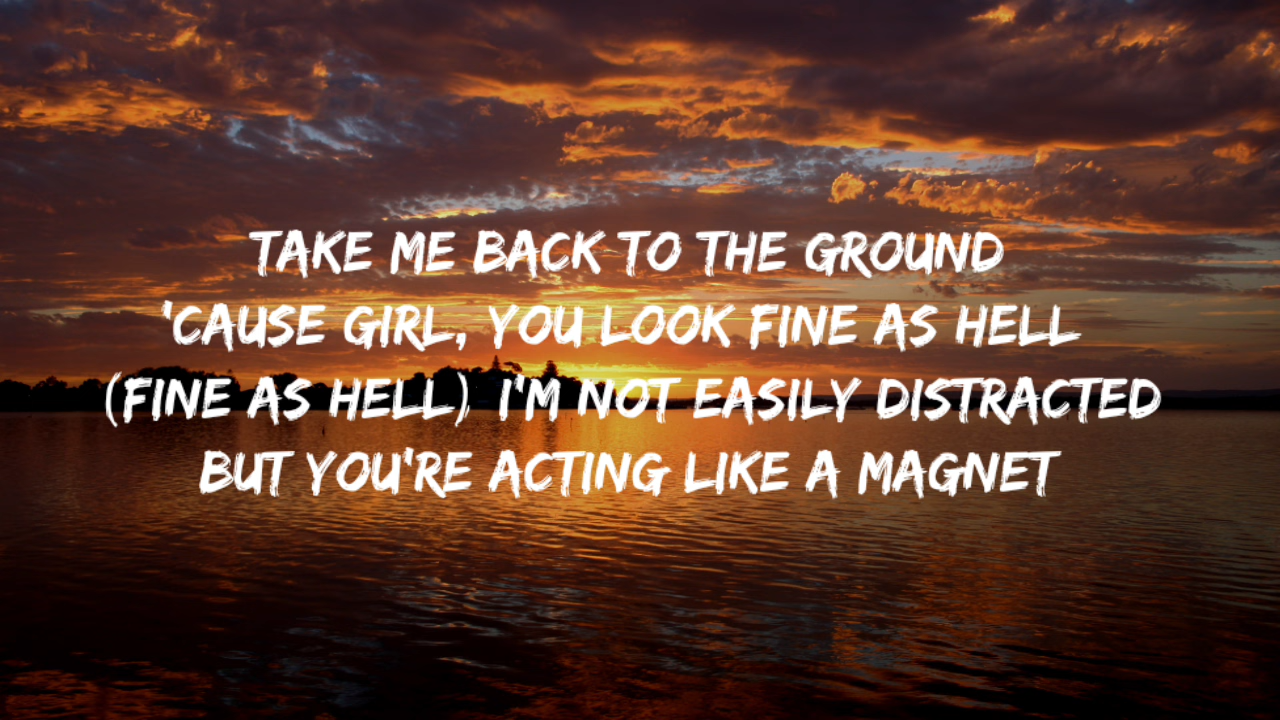 TAKE ME BACK TO THE GROUND
'CAUSE GIRL, YOU LOOK FINE AS HELL
(FINE AS HELL) I'M NOT EASILY DISTRACTED
BUT YOU'RE ACTING LIKE A MAGNET